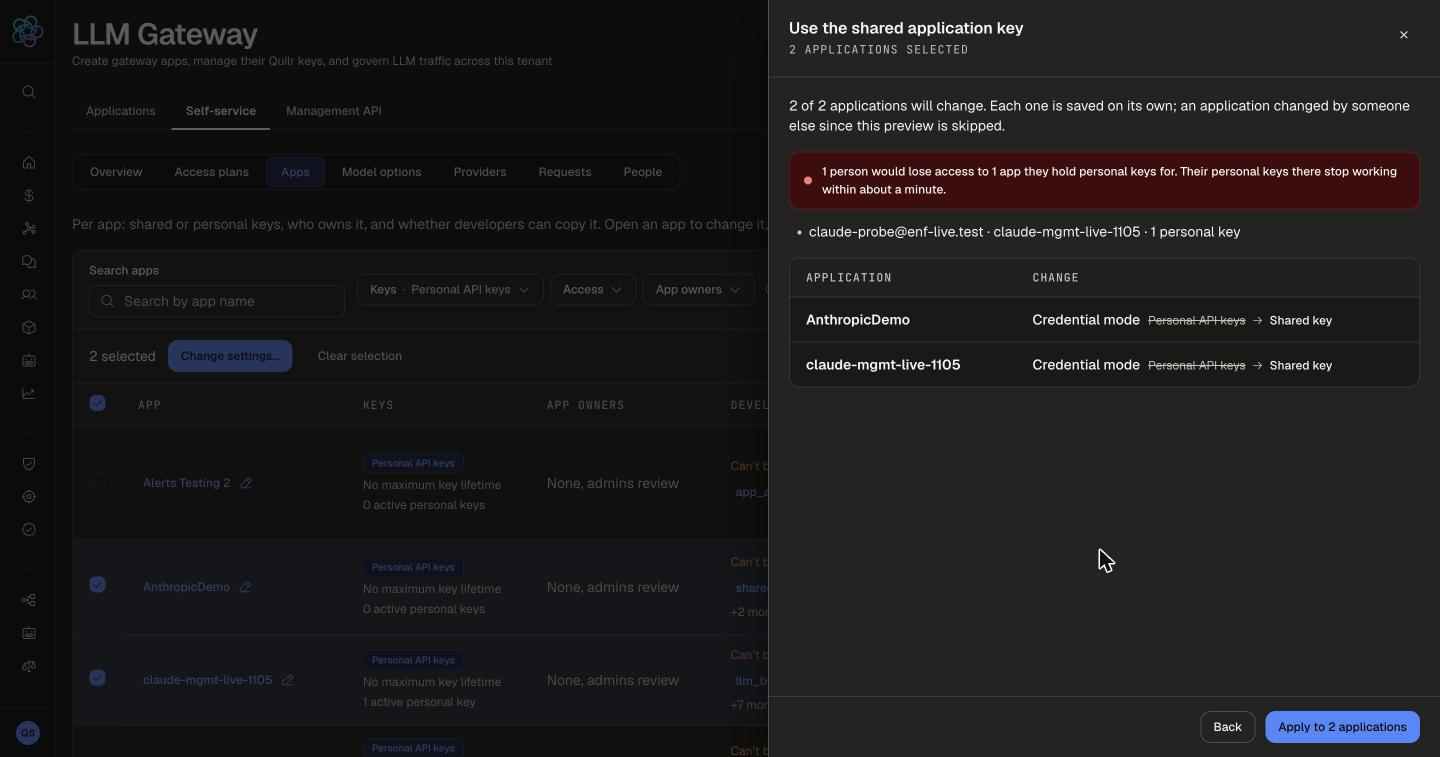 LLM Gateway
Create gateway apps, manage their Quilr keys, and govern LLM traffic across this tenant
Applications
Self-service
Management API
Overview
Access plans
Apps
Model options
Providers
Requests
People
Per app: shared or personal keys, who owns it, and whether developers can copy it. Open an app to change it,
Search apps
Search by app name
Keys · Personal API keys
Access
App owners
2 selected
Change settings...
Clear selection
APP
KEYS
APP OWNERS
DEVEL
Alerts Testing 2
Personal API keys
No maximum key lifetime
0 active personal keys
None, admins review
Can't b
app_a
AnthropicDemo
Personal API keys
No maximum key lifetime
0 active personal keys
None, admins review
Can't b
share
+2 mor
claude-mgmt-live-1105
Personal API keys
No maximum key lifetime
1 active personal key
None, admins review
Can't b
llm_b
+7 mor
Personal API keys
Can't b
QS
Use the shared application key
2 APPLICATIONS SELECTED
2 of 2 applications will change. Each one is saved on its own; an application changed by someone
else since this preview is skipped.
1 person would lose access to 1 app they hold personal keys for. Their personal keys there stop working
within about a minute.
• claude-probe@enf-live.test · claude-mgmt-live-1105 · 1 personal key
APPLICATION
CHANGE
AnthropicDemo
Credential mode Personal API keys → Shared key
claude-mgmt-live-1105
Credential mode Personal API keys → Shared key
Back
Apply to 2 applications